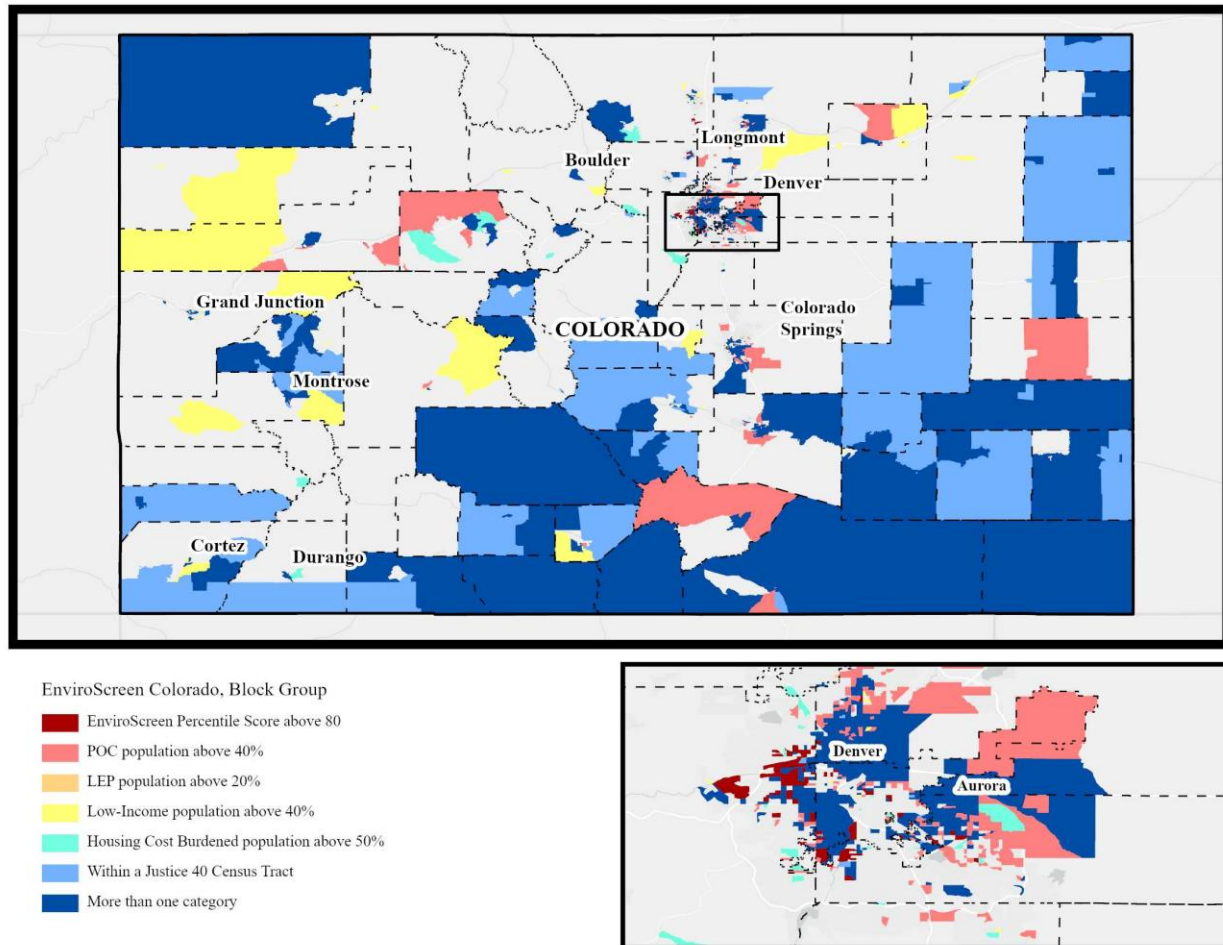 Longmont
Boulder
Denver
Grand Junction
COLORADO
Colorado
Springs
Montrose
Cortez
Durango
EnviroScreen Colorado, Block Group
EnviroScreen Percentile Score above 80
POC population above 40%
LEP population above 20%
Low-Income population above 40%
Housing Cost Burdened population above 50%
Within a Justice 40 Census Tract
More than one category
Denver
Aurora